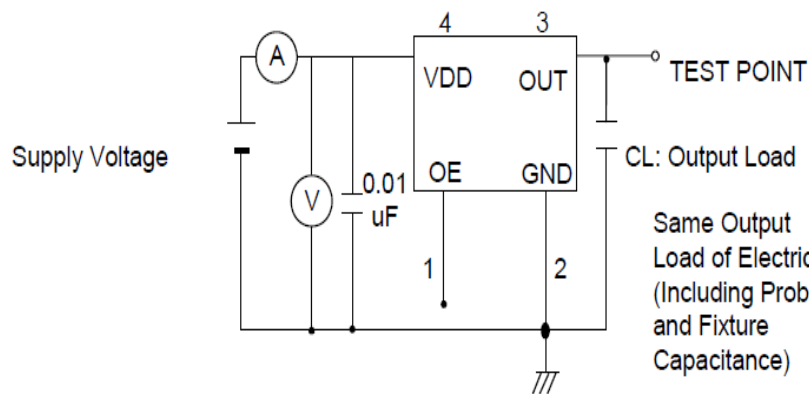 4 3
A
VDD OUT
TEST POINT
Supply Voltage
CL: Output Load
OE GND
V
0.01
uF
1 2
Same Output
Load of Electric
(Including Prob
and Fixture
Capacitance)